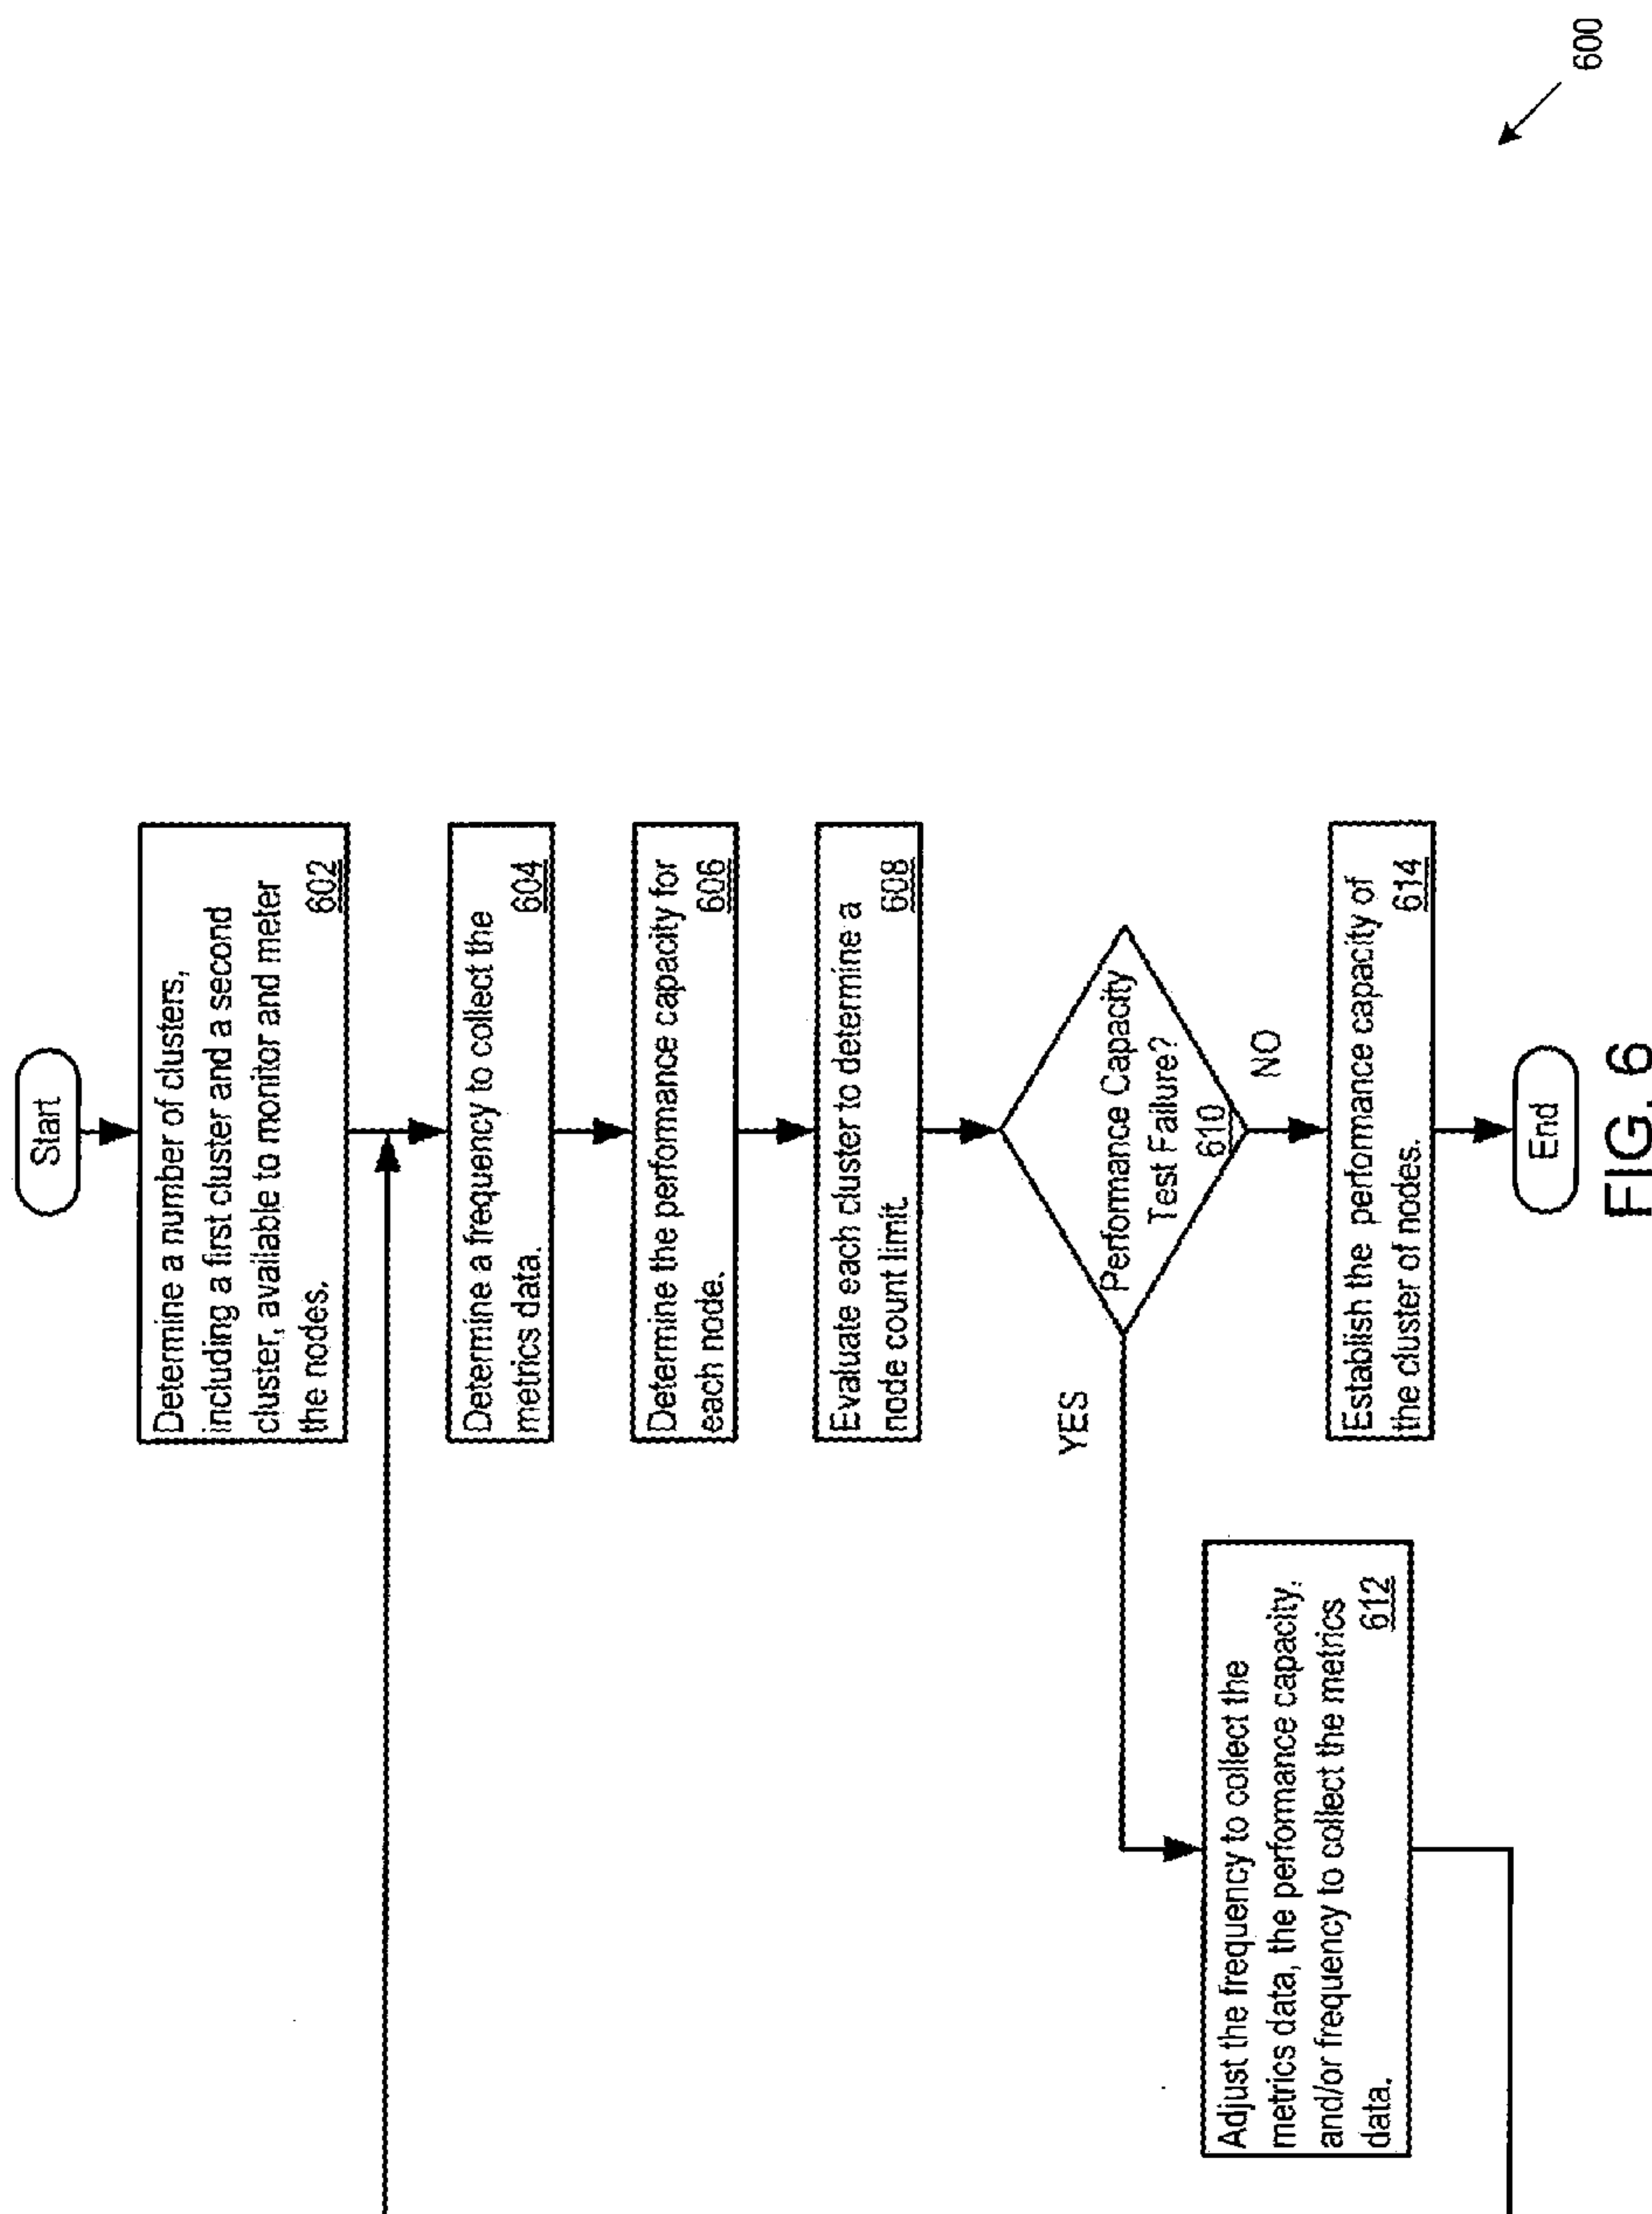 600
Start
Determine a number of clusters,
including a first cluster and a second
cluster, available to monitor and meter
the nodes.
602
Determine a frequency to collect the
metrics data.
604
Determine the performance capacity for
each node.
606
Evaluate each cluster to determine a
node count limit.
608
Performance Capacity
Test Failure?
610
YES
NO
Adjust the frequency to collect the
metrics data, the performance capacity,
and/or frequency to collect the metrics
data.
612
Establish the performance capacity of
the cluster of nodes.
614
End
FIG. 6